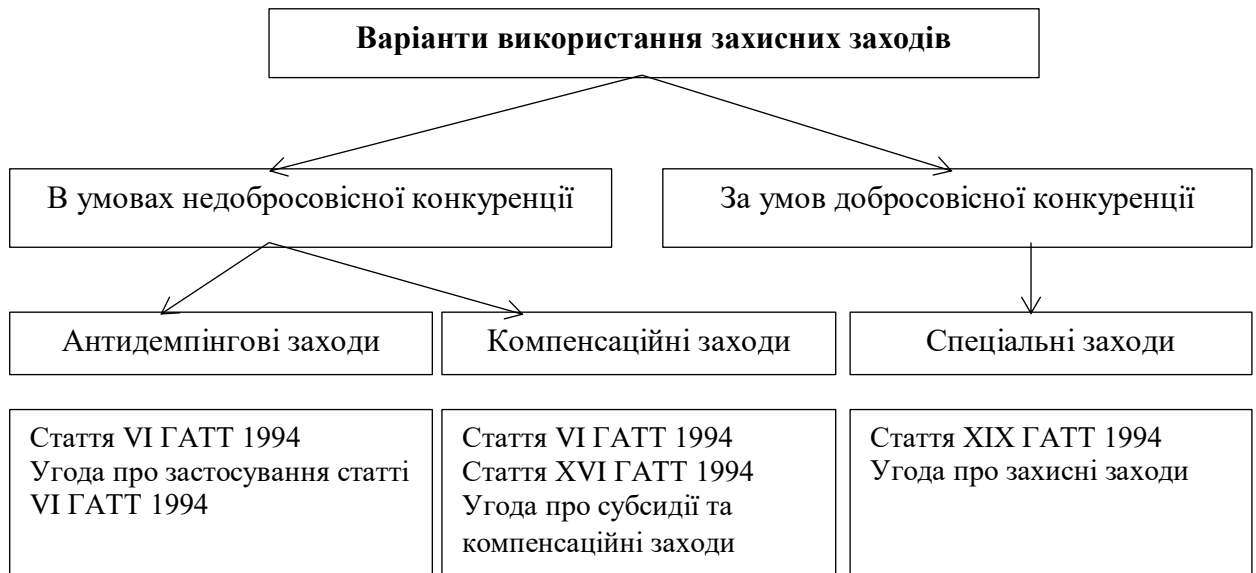 Варіанти використання захисних заходів
В умовах недобросовісної конкуренції
За умов добросовісної конкуренції
Антидемпінгові заходи
Компенсаційні заходи
Спеціальні заходи
Стаття VI ГАТТ 1994
Угода про застосування статті
VI ГАТТ 1994
Стаття VI ГАТТ 1994
Стаття XVI ГАТТ 1994
Угода про субсидії та
компенсаційні заходи
Стаття XIX ГАТТ 1994
Угода про захисні заходи